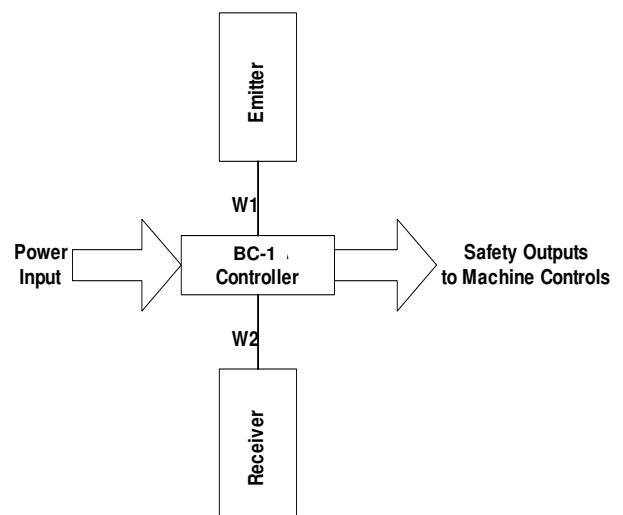 Emitter
W1
Power
Input
BC-1
Controller
Safety Outputs
to Machine Controls
W2
Receiver